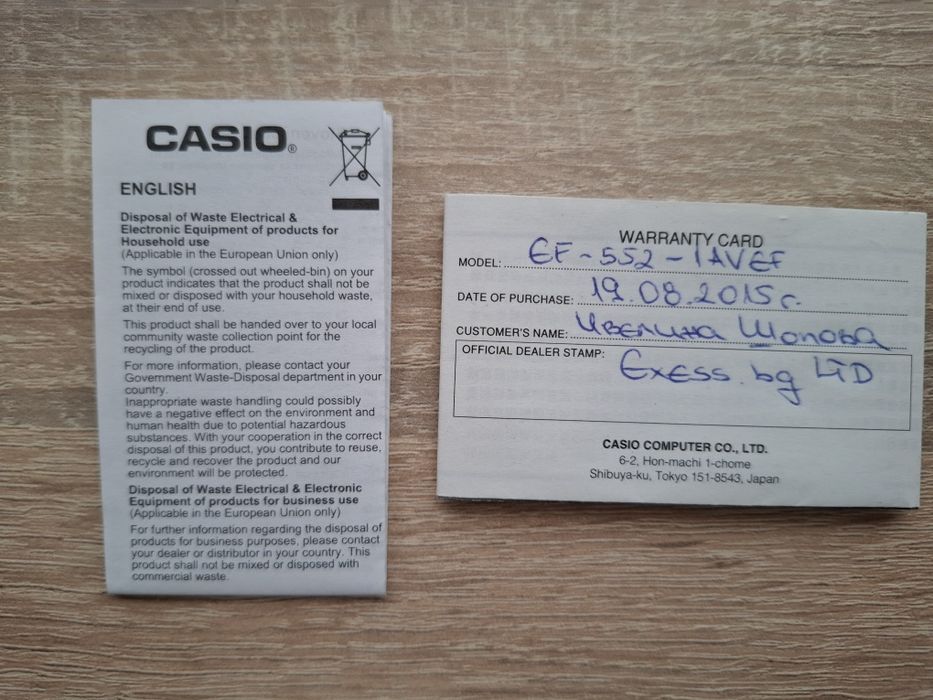 CASIO®
ENGLISH
Disposal of Waste Electrical &
Electronic Equipment of products for
Household use
(Applicable in the European Union only)
The symbol (crossed out wheeled-bin) on your
product indicates that the product shall not be
mixed or disposed with your household waste,
at their end of use.
This product shall be handed over to your local
community waste collection point for the
recycling of the product.
For more information, please contact your
Government Waste-Disposal department in your
country.
Inappropriate waste handling could possibly
have a negative effect on the environment and
human health due to potential hazardous
substances. With your cooperation in the correct
disposal of this product, you contribute to reuse,
recycle and recover the product and our
environment will be protected.
Disposal of Waste Electrical & Electronic
Equipment of products for business use
(Applicable in the European Union only)
For further information regarding the disposal of
products for business purposes, please contact
your dealer or distributor in your country. This
product shall not be mixed or disposed with
commercial waste.
WARRANTY CARD
MODEL: EF-552-1AVEF
DATE OF PURCHASE: 19.08.2015г.
CUSTOMER'S NAME: Ивелина Шопова
OFFICIAL DEALER STAMP: Exess.bg LTD
CASIO COMPUTER CO., LTD.
6-2, Hon-machi 1-chome
Shibuya-ku, Tokyo 151-8543, Japan